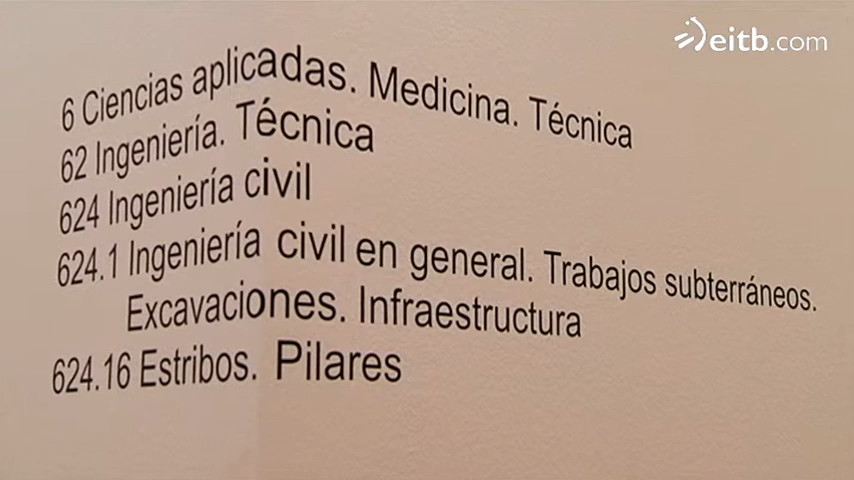 eitb.com
6 Ciencias aplicadas. Medicina. Técnica
62 Ingeniería. Técnica
624 Ingeniería civil
624.1 Ingeniería civil en general. Trabajos subterráneos.
Excavaciones. Infraestructura
624.16 Estribos. Pilares